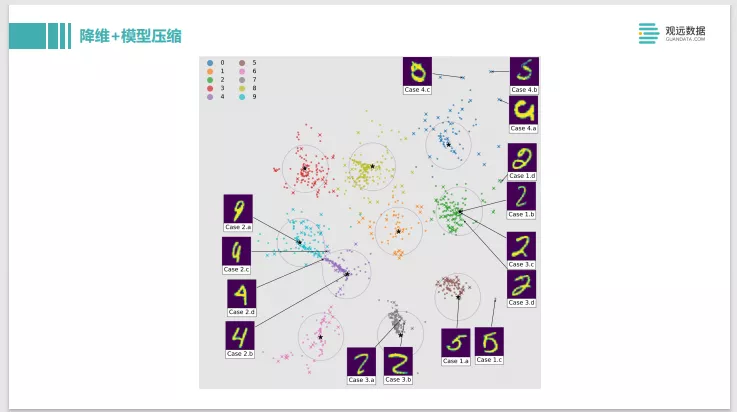 降维+模型压缩
观远数据
GUANDATA.COM
0 5
1 6
2 7
3 8
4 9
Case 4.c
Case 4.b
Case 4.a
Case 1.d
Case 1.b
Case 2.a
Case 3.c
Case 2.c
Case 3.d
Case 2.d
Case 2.b
Case 1.a
Case 1.c
Case 3.a
Case 3.b